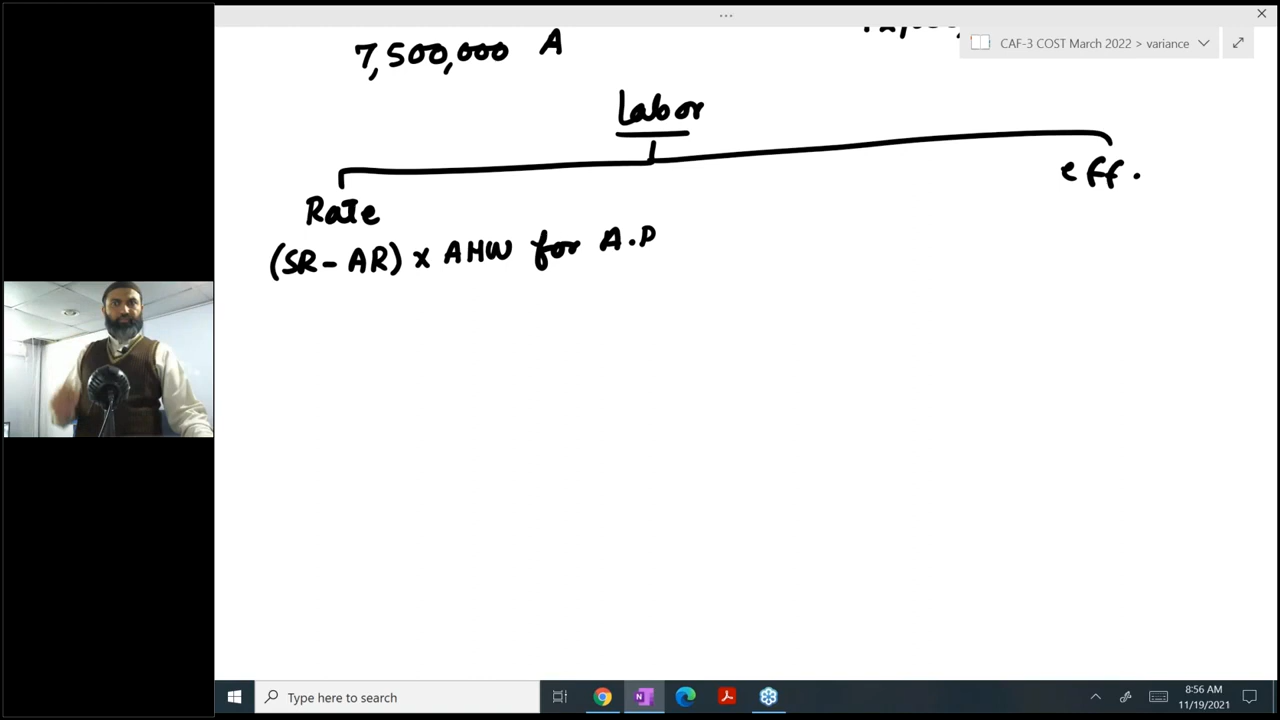 CAF-3 COST March 2022 > variance
7,500,000 A
Labor
Rate
eff.
(SR - AR) x AHW for A.P
Type here to search
8:56 AM
11/19/2021